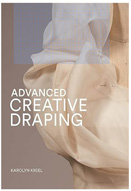 ADVANCED
CREATIVE
DRAPING
KAROLYN KIISEL